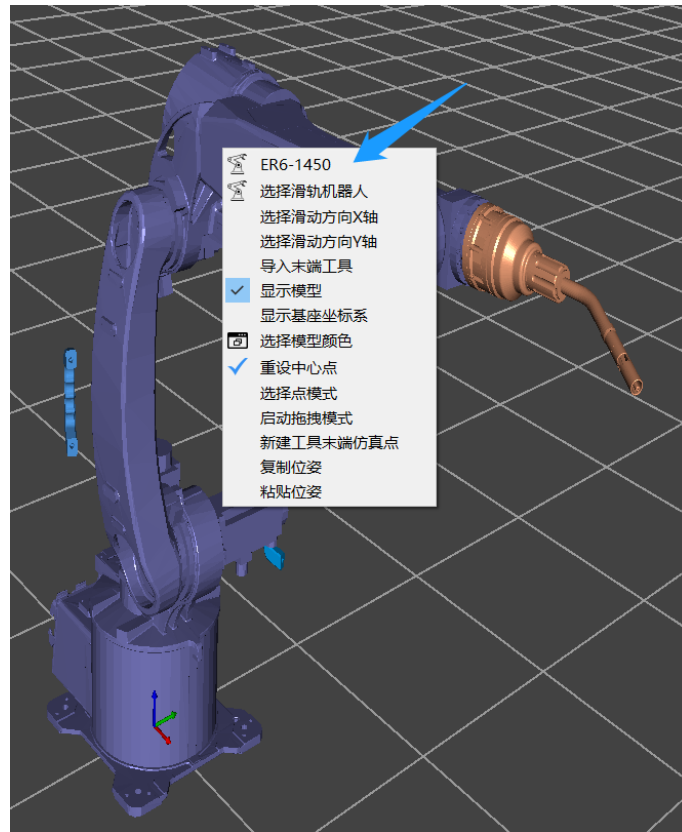 ER6-1450
选择滑轨机器人
选择滑动方向X轴
选择滑动方向Y轴
导入末端工具
显示模型
显示基座坐标系
选择模型颜色
重设中心点
选择点模式
启动拖拽模式
新建工具末端仿真点
复制位姿
粘贴位姿